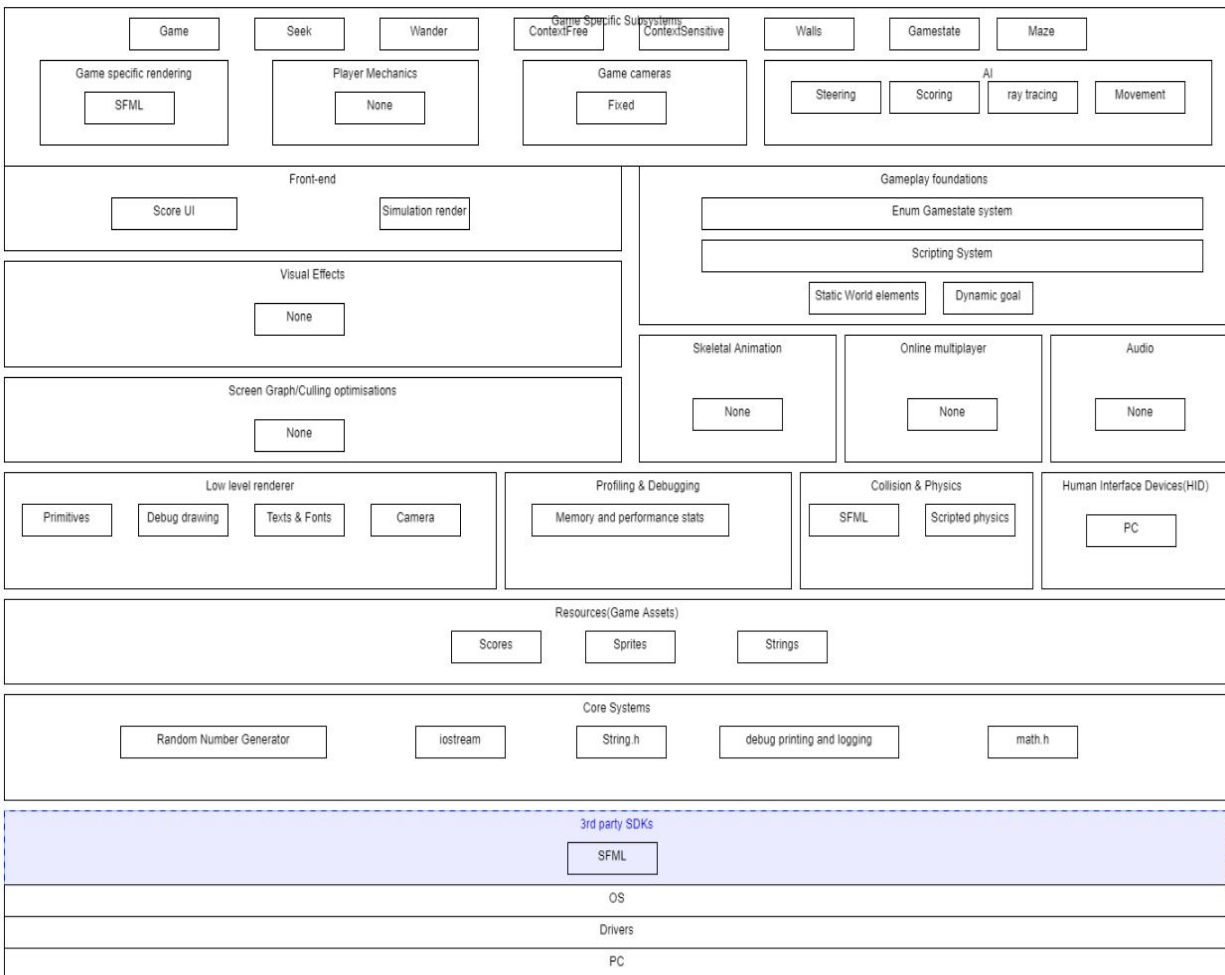 Game Specific Subsystems
Game Seek Wander ContextFree ContextSensitive Walls Gamestate Maze
Game specific rendering Player Mechanics Game cameras AI
SFML None Fixed Steering Scoring ray tracing Movement
Front-end Gameplay foundations
Score UI Simulation render Enum Gamestate system
Scripting System
Visual Effects
Static World elements Dynamic goal
None
Skeletal Animation Online multiplayer Audio
Screen Graph/Culling optimisations
None None None
None
Low level renderer Profiling & Debugging Collision & Physics Human Interface Devices(HID)
Primitives Debug drawing Texts & Fonts Camera Memory and performance stats SFML Scripted physics PC
Resources(Game Assets)
Scores Sprites Strings
Core Systems
Random Number Generator iostream String.h debug printing and logging math.h
3rd party SDKs
SFML
OS
Drivers
PC